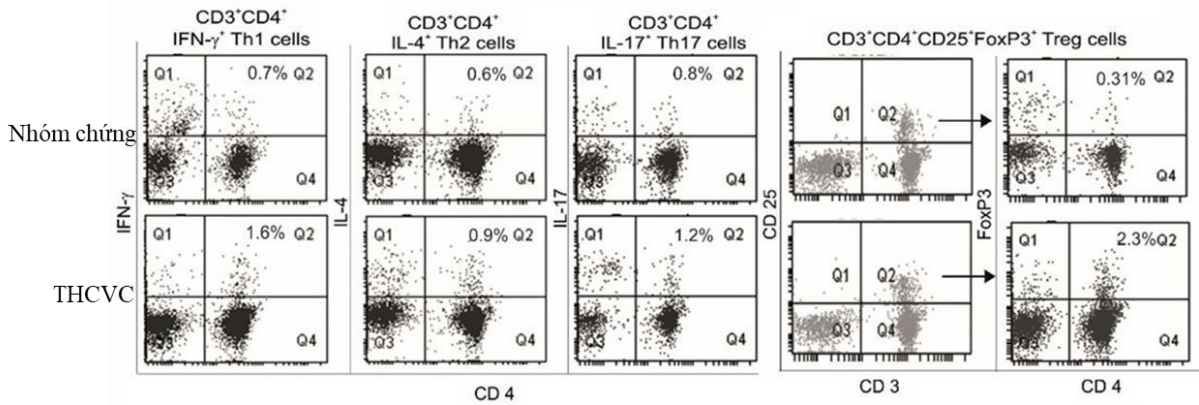 CD3⁺CD4⁺
IFN-γ⁺ Th1 cells
CD3⁺CD4⁺
IL-4⁺ Th2 cells
CD3⁺CD4⁺
IL-17⁺ Th17 cells
CD3⁺CD4⁺CD25⁺FoxP3⁺ Treg cells
Nhóm chứng
Q1 0.7% Q2
Q3 Q4
Q1 0.6% Q2
Q3 Q4
Q1 0.8% Q2
Q3 Q4
Q1 Q2
Q3 Q4
Q1 0.31% Q2
Q3 Q4
IFN-γ
IL-4
IL-17
CD 25
FoxP3
THCVC
Q1 1.6% Q2
Q3 Q4
Q1 0.9% Q2
Q3 Q4
Q1 1.2% Q2
Q3 Q4
Q1 Q2
Q3 Q4
Q1 2.3% Q2
Q3 Q4
CD 4
CD 3
CD 4